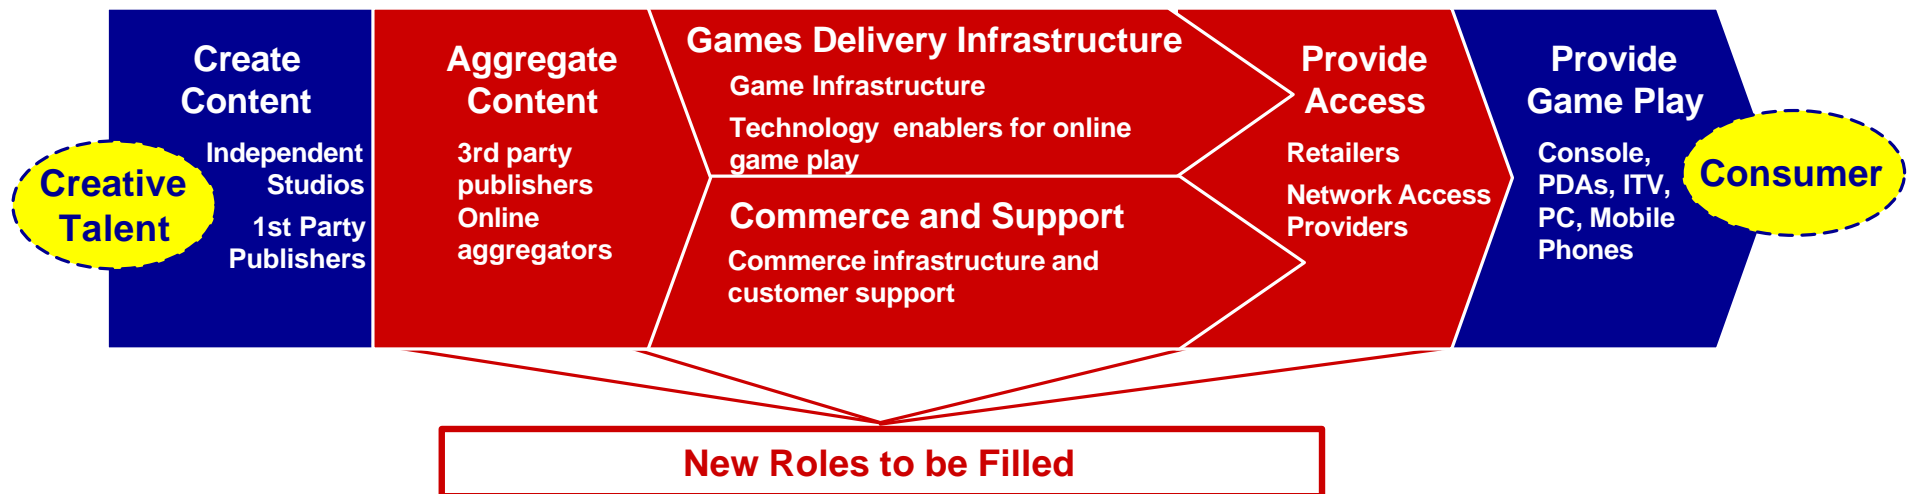 Creative
Talent
Create
Content
Independent
Studios
1st Party
Publishers
Aggregate
Content
3rd party
publishers
Online
aggregators
Games Delivery Infrastructure
Game Infrastructure
Technology enablers for online
game play
Commerce and Support
Commerce infrastructure and
customer support
Provide
Access
Retailers
Network Access
Providers
Provide
Game Play
Console,
PDAs, ITV,
PC, Mobile
Phones
Consumer
New Roles to be Filled